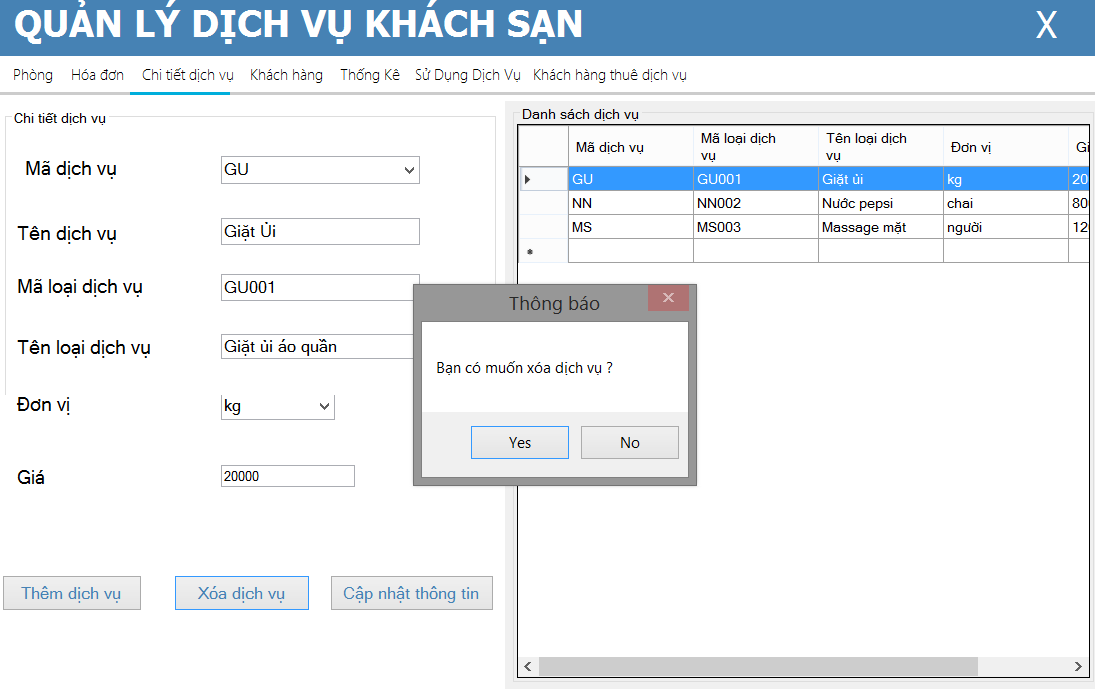 QUẢN LÝ DỊCH VỤ KHÁCH SẠN X
Phòng Hóa đơn Chi tiết dịch vụ Khách hàng Thống Kê Sử Dụng Dịch Vụ Khách hàng thuê dịch vụ
Chi tiết dịch vụ
Mã dịch vụ GU
Tên dịch vụ Giặt Ủi
Mã loại dịch vụ GU001
Tên loại dịch vụ Giặt ủi áo quần
Đơn vị kg
Giá 20000
Thêm dịch vụ Xóa dịch vụ Cập nhật thông tin
Danh sách dịch vụ
Mã dịch vụ Mã loại dịch vụ Tên loại dịch vụ Đơn vị
GU GU001 Giặt ủi kg
NN NN002 Nước pepsi chai
MS MS003 Massage mặt người
Thông báo
Bạn có muốn xóa dịch vụ ?
Yes No